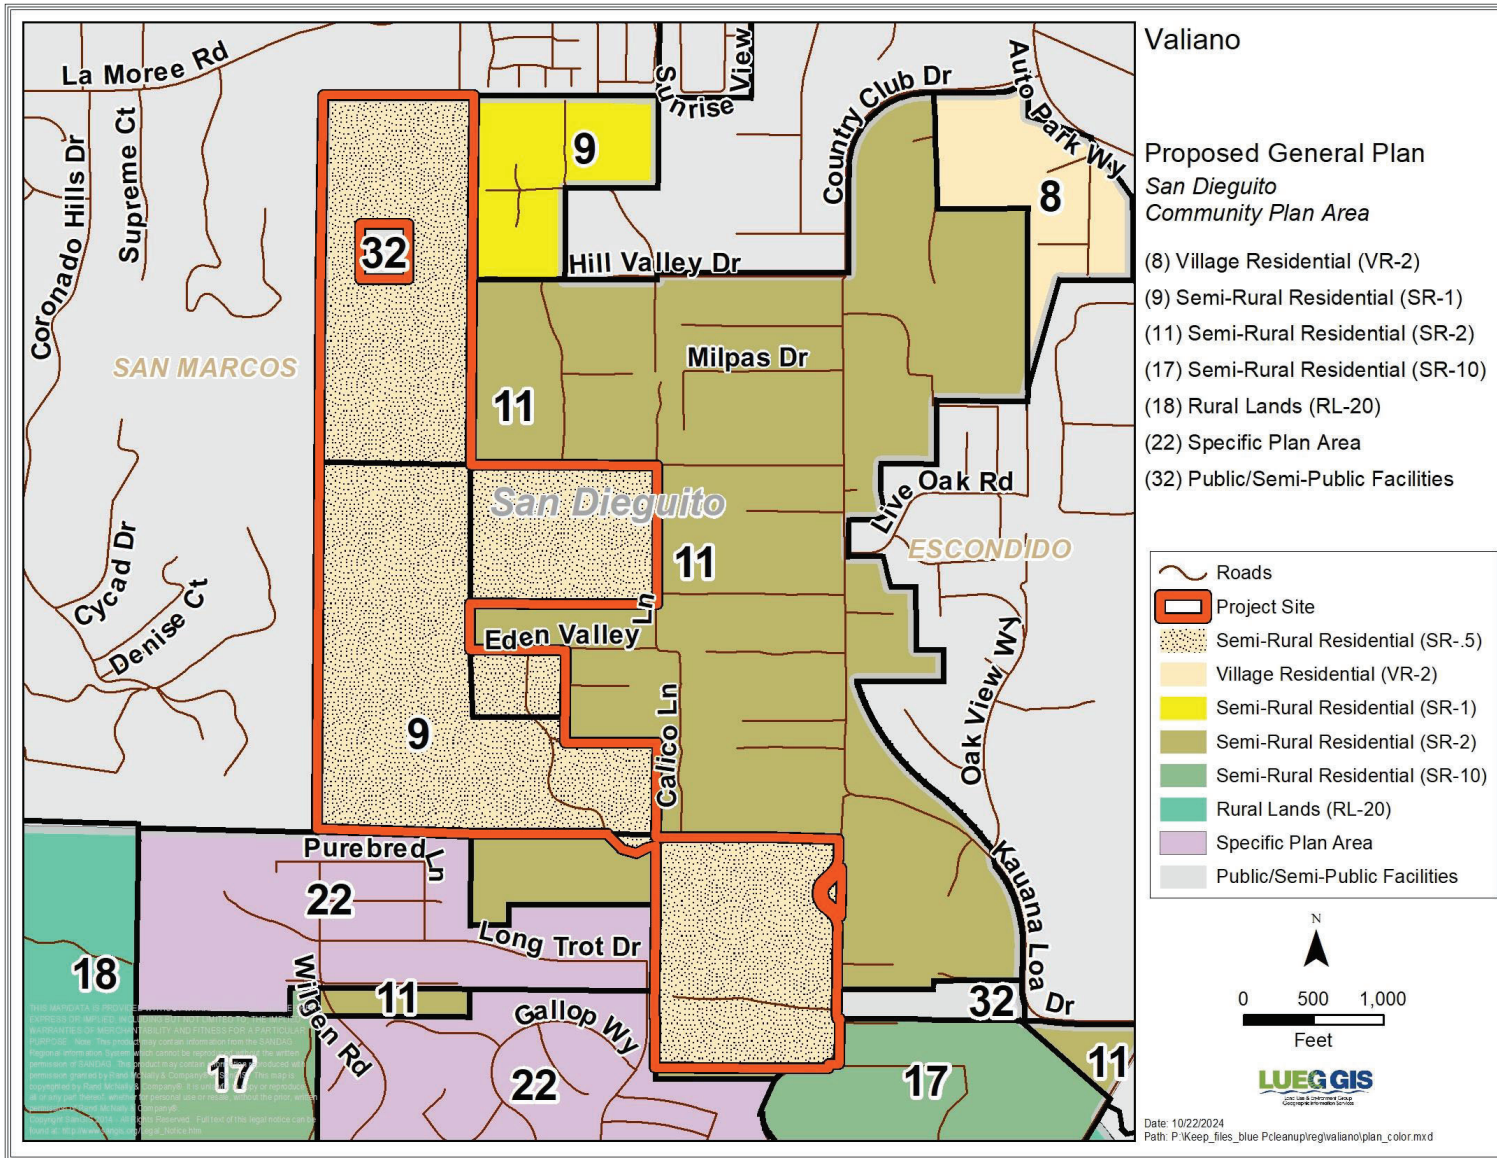 Valiano
Proposed General Plan
San Dieguito
Community Plan Area
(8) Village Residential (VR-2)
(9) Semi-Rural Residential (SR-1)
(11) Semi-Rural Residential (SR-2)
(17) Semi-Rural Residential (SR-10)
(18) Rural Lands (RL-20)
(22) Specific Plan Area
(32) Public/Semi-Public Facilities
Roads
Project Site
Semi-Rural Residential (SR-.5)
Village Residential (VR-2)
Semi-Rural Residential (SR-1)
Semi-Rural Residential (SR-2)
Semi-Rural Residential (SR-10)
Rural Lands (RL-20)
Specific Plan Area
Public/Semi-Public Facilities
N
0 500 1,000
Feet
LUEG GIS
Land Use & Environment Group
Geographic Information Services
Date: 10/22/2024
La Moree Rd
Supreme Ct
Coronado Hills Dr
Sunrise View
Country Club Dr
Auto Park Wy
9
8
32
Hill Valley Dr
SAN MARCOS
Milpas Dr
11
San Dieguito
Live Oak Rd
ESCONDIDO
11
Cycad Dr
Denise Ct
Eden Valley Ln
Oak View Wy
9
Calico Ln
Purebred Ln
22
Long Trot Dr
Kauana Loa Dr
18
Wilgen Rd
11
Gallop Wy
32
17
22
17
11